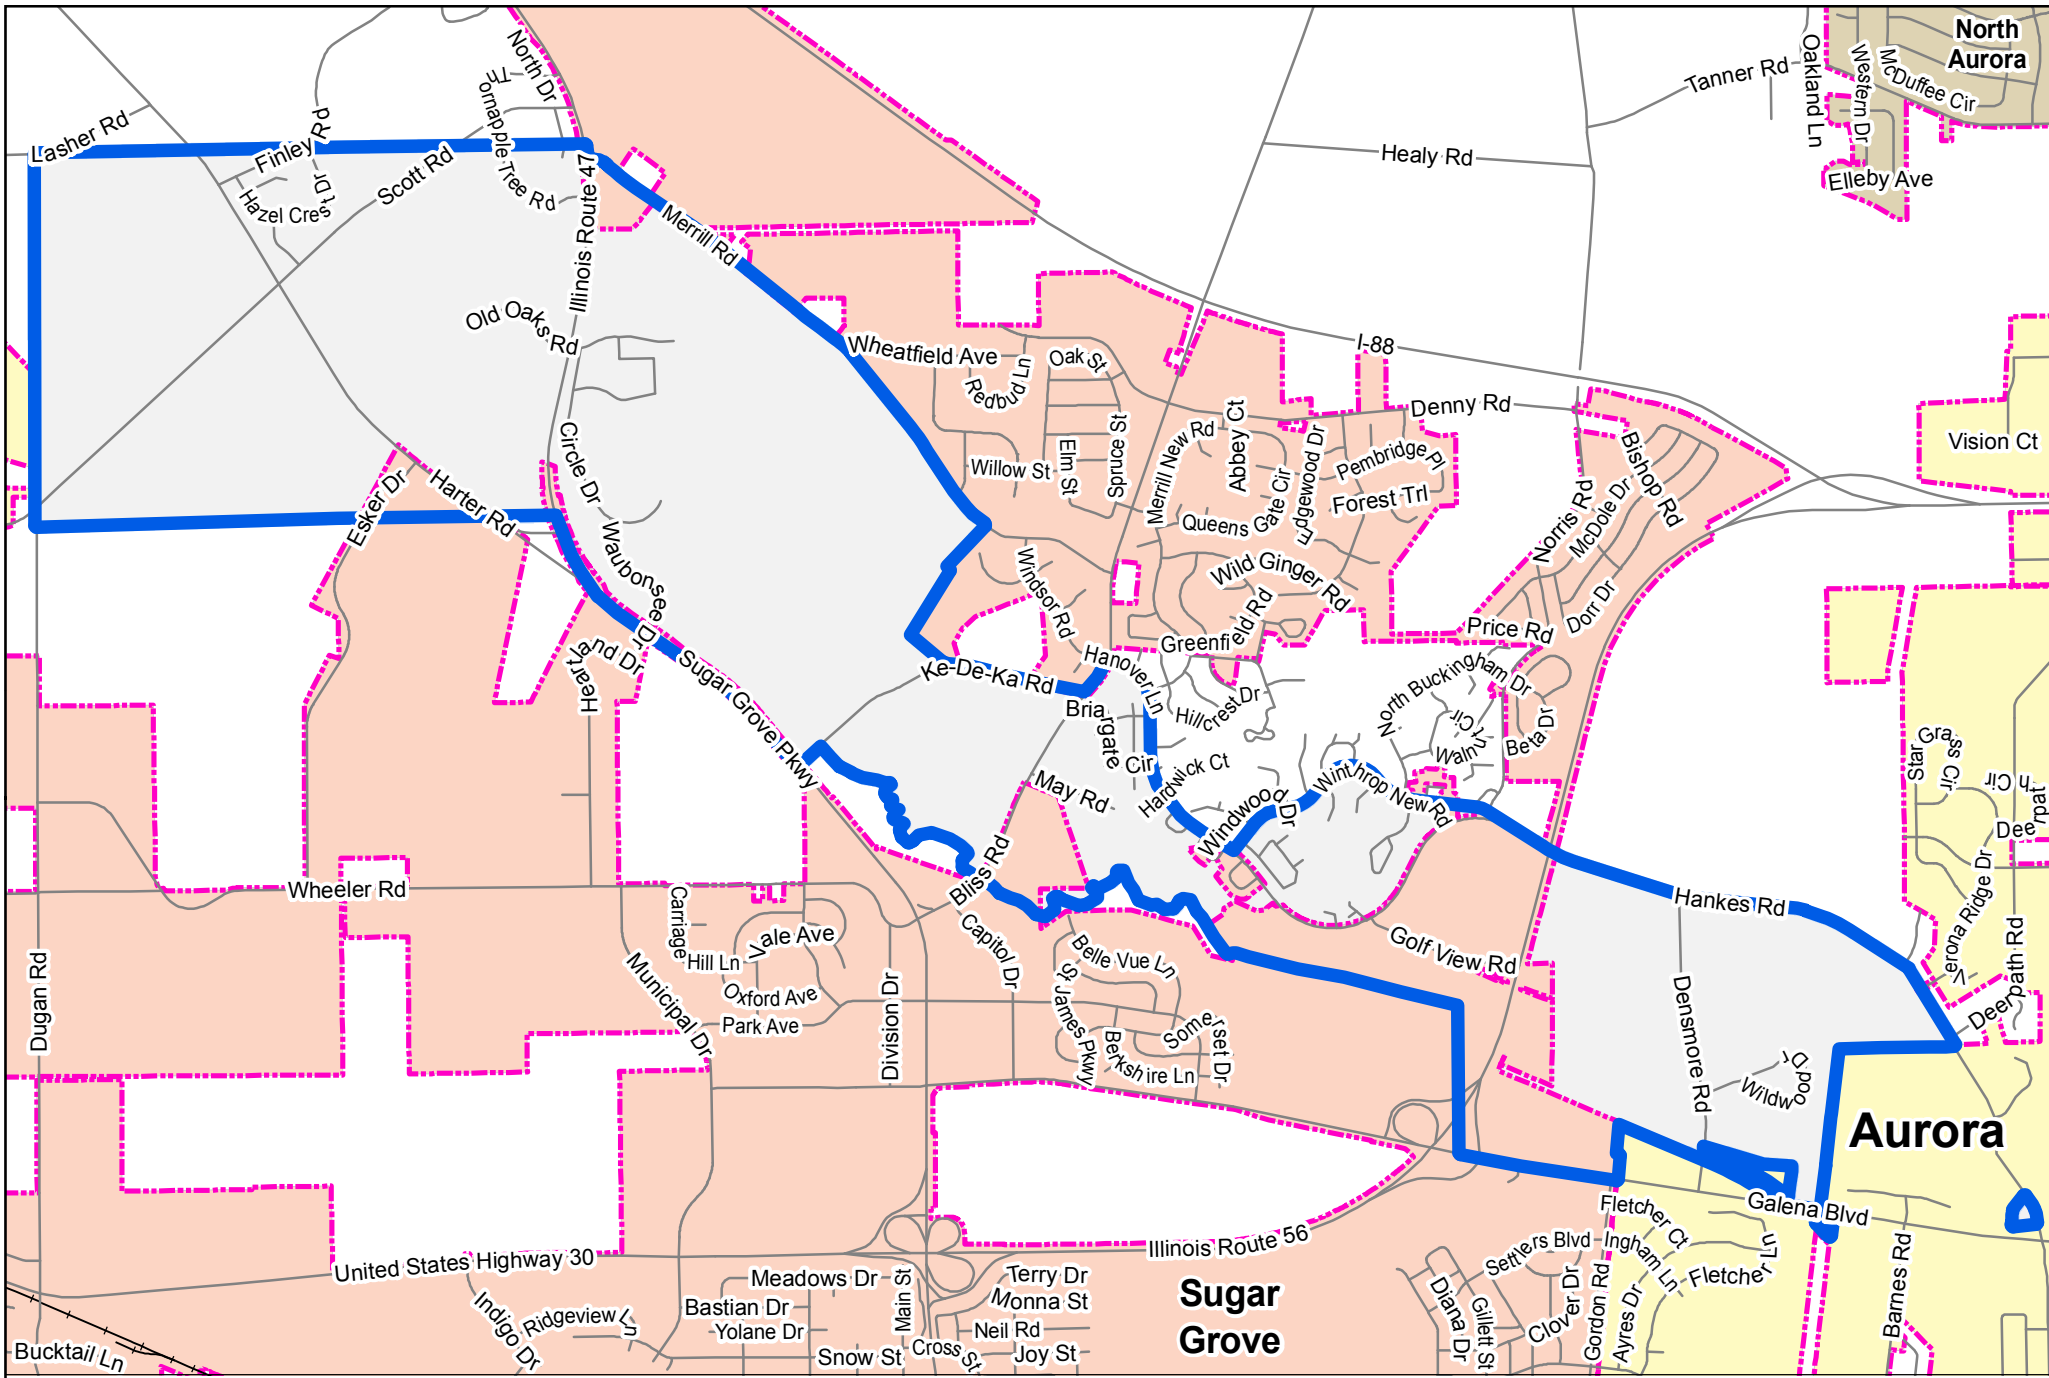 North
Aurora
North Dr
Thornapple Tree Rd
Oakland Ln
Western Dr
McDuffee Cir
Tanner Rd
Lasher Rd
Finley Rd
Scott Rd
Hazel Crest Dr
Illinois Route 47
Healy Rd
Elleby Ave
Merrill Rd
Old Oaks Rd
Wheatfield Ave
Redbud Ln
Oak St
I-88
Denny Rd
Circle Dr
Willow St
Elm St
Spruce St
Merrill New Rd
Abbey Ct
Queens Gate Cir
Edgewood Dr
Pembridge Pl
Forest Trl
Bishop Rd
Vision Ct
Esker Dr
Harter Rd
Norris Rd
McDole Dr
Waubonsee Dr
Windsor Rd
Wild Ginger Rd
Dorr Dr
Price Rd
Greenfield Rd
Heartland Dr
Sugar Grove Pkwy
Ke-De-Ka Rd
Hanover Ln
Hillcrest Dr
North Buckingham Dr
Briargate Cir
Walnut Cir
Beta Dr
Hardwick Ct
May Rd
Windwood Dr
Winthrop New Rd
Star Grass Cir
Deerpath Cir
Wheeler Rd
Bliss Rd
Hankes Rd
Verona Ridge Dr
Carriage Hill Ln
Vale Ave
Capitol Dr
Belle Vue Ln
Golf View Rd
Deerpath Rd
Dugan Rd
Municipal Dr
Oxford Ave
Park Ave
Division Dr
St James Pkwy
Somerset Dr
Berkshire Ln
Densmore Rd
Wildwood Dr
Aurora
Galena Blvd
Fletcher Ct
United States Highway 30
Illinois Route 56
Settlers Blvd
Ingham Ln
Fletcher Ln
Barnes Rd
Sugar
Grove
Meadows Dr
Main St
Terry Dr
Monna St
Bastian Dr
Yolane Dr
Indigo Dr
Ridgeview Ln
Neil Rd
Joy St
Snow St
Cross St
Diana Dr
Gillett St
Clover Dr
Gordon Rd
Ayres Dr
Bucktail Ln